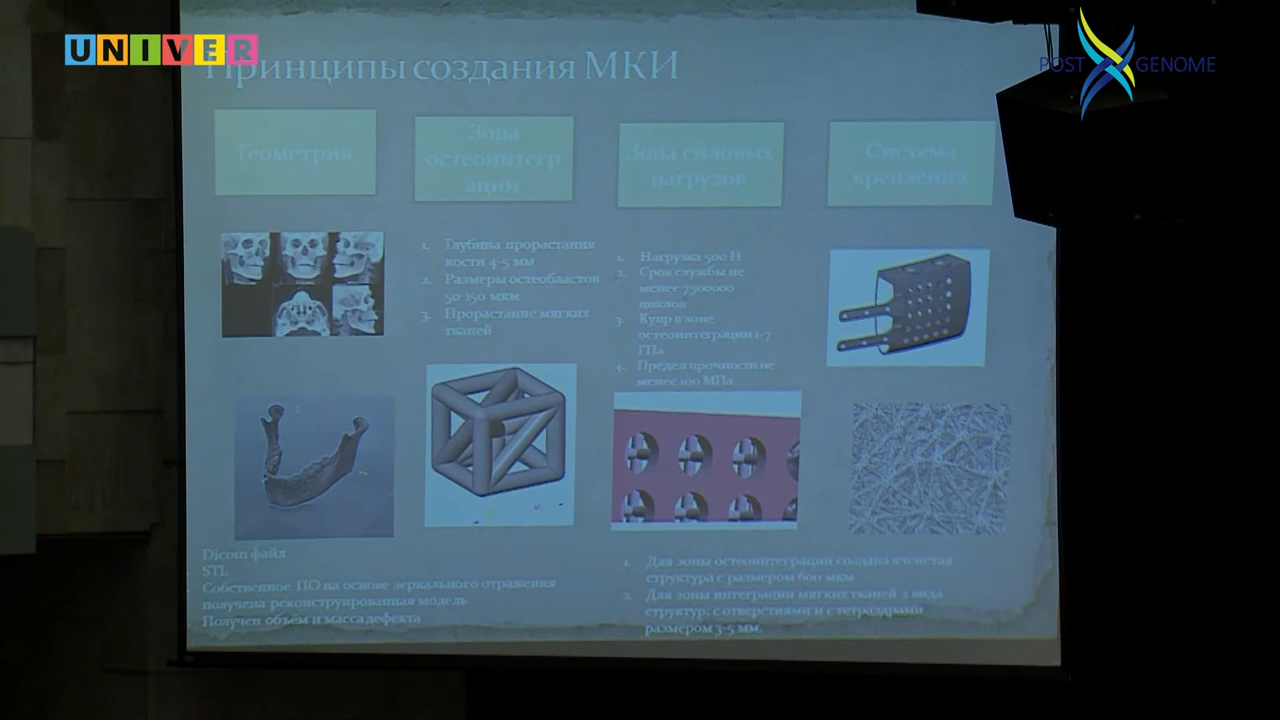 UNIVER
POST GENOME
Принципы создания МКИ
Геометрия
Зона
остеоинтегр
ации
Зона силовых
нагрузок
Система
крепления
1. Глубина прорастания
кости 4-5 мм
2. Размеры остеобластов
50-150 мкм
3. Прорастание мягких
тканей
1. Нагрузка 500 Н
2. Срок службы не
менее 7500000
циклов
3. Купр в зоне
остеоинтеграции 1-7
ГПа
4. Предел прочности не
менее 100 МПа
Dicom файл
STL
Собственное ПО на основе зеркального отражения
получена реконструированная модель
Получен объем и масса дефекта
1. Для зоны остеоинтеграции создана ячеистая
структура с размером 600 мкм
2. Для зоны интеграции мягких тканей 2 вида
структур: с отверстиями и с тетраэдрами
размером 3-5 мм.